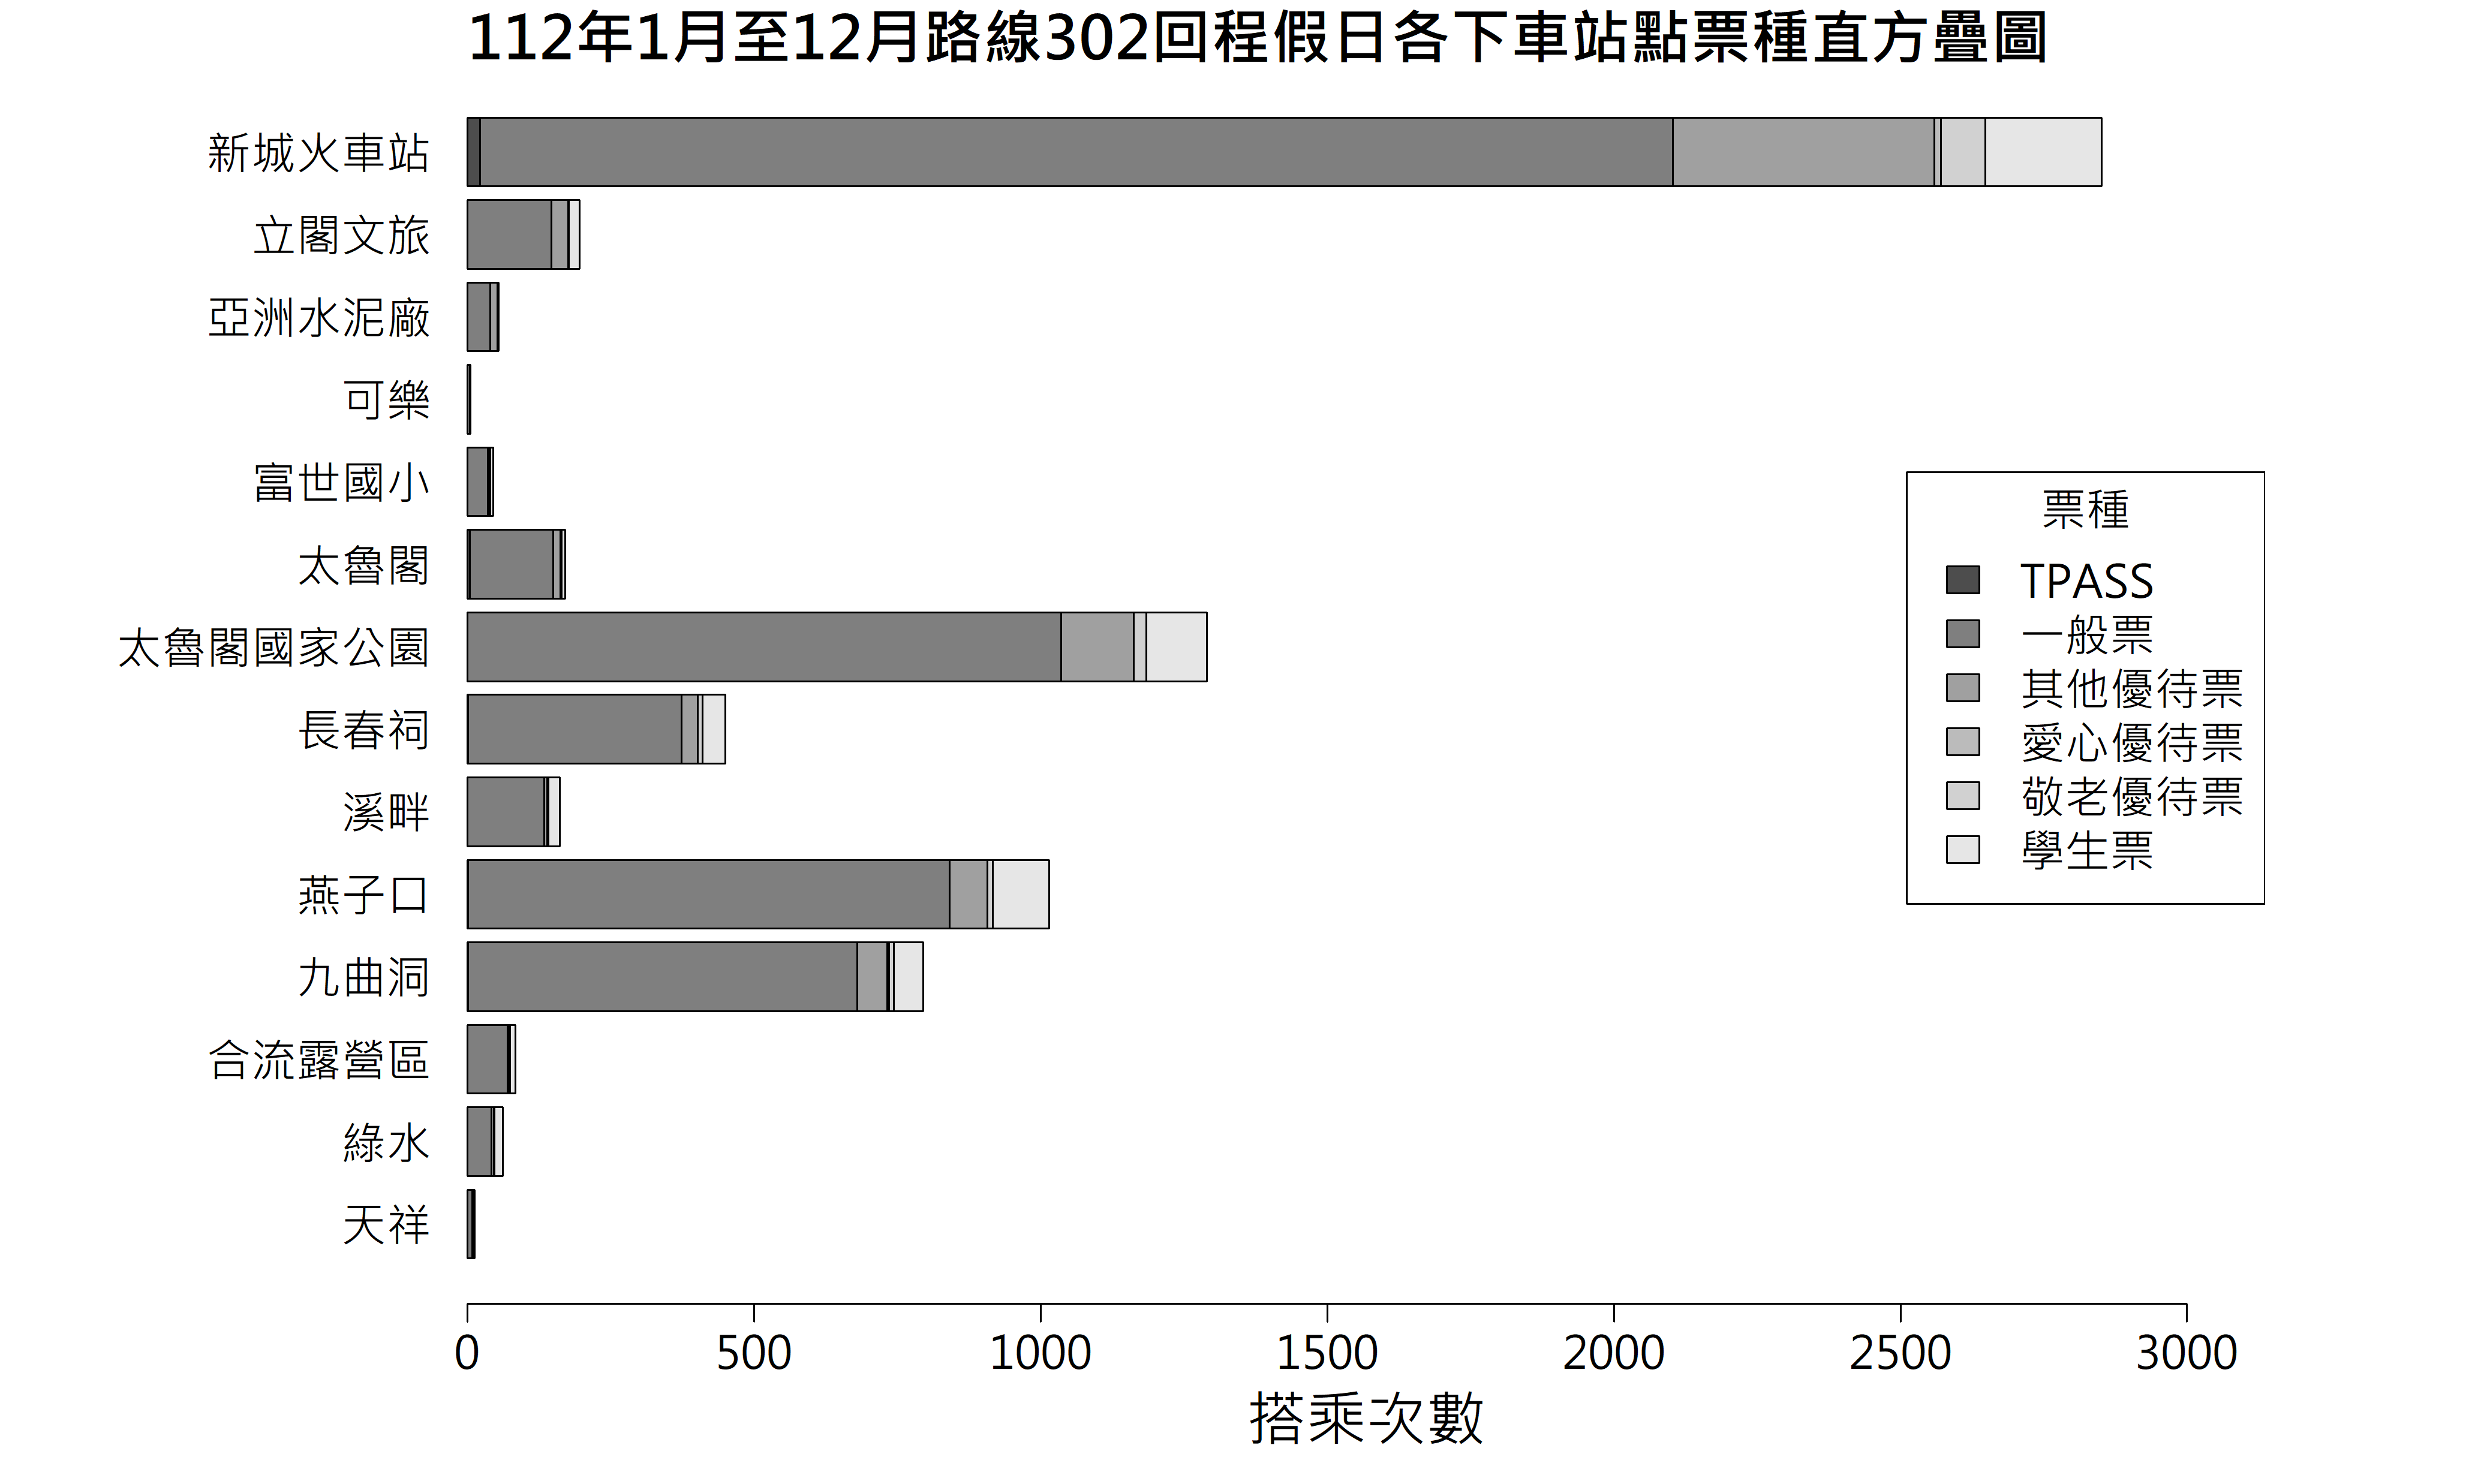 112年1月至12月路線302回程假日各下車站點票種直方疊圖
新城火車站
立閣文旅
亞洲水泥廠
可樂
富世國小
太魯閣
太魯閣國家公園
長春祠
溪畔
燕子口
九曲洞
合流露營區
綠水
天祥
票種
TPASS
一般票
其他優待票
愛心優待票
敬老優待票
學生票
0 500 1000 1500 2000 2500 3000
搭乘次數